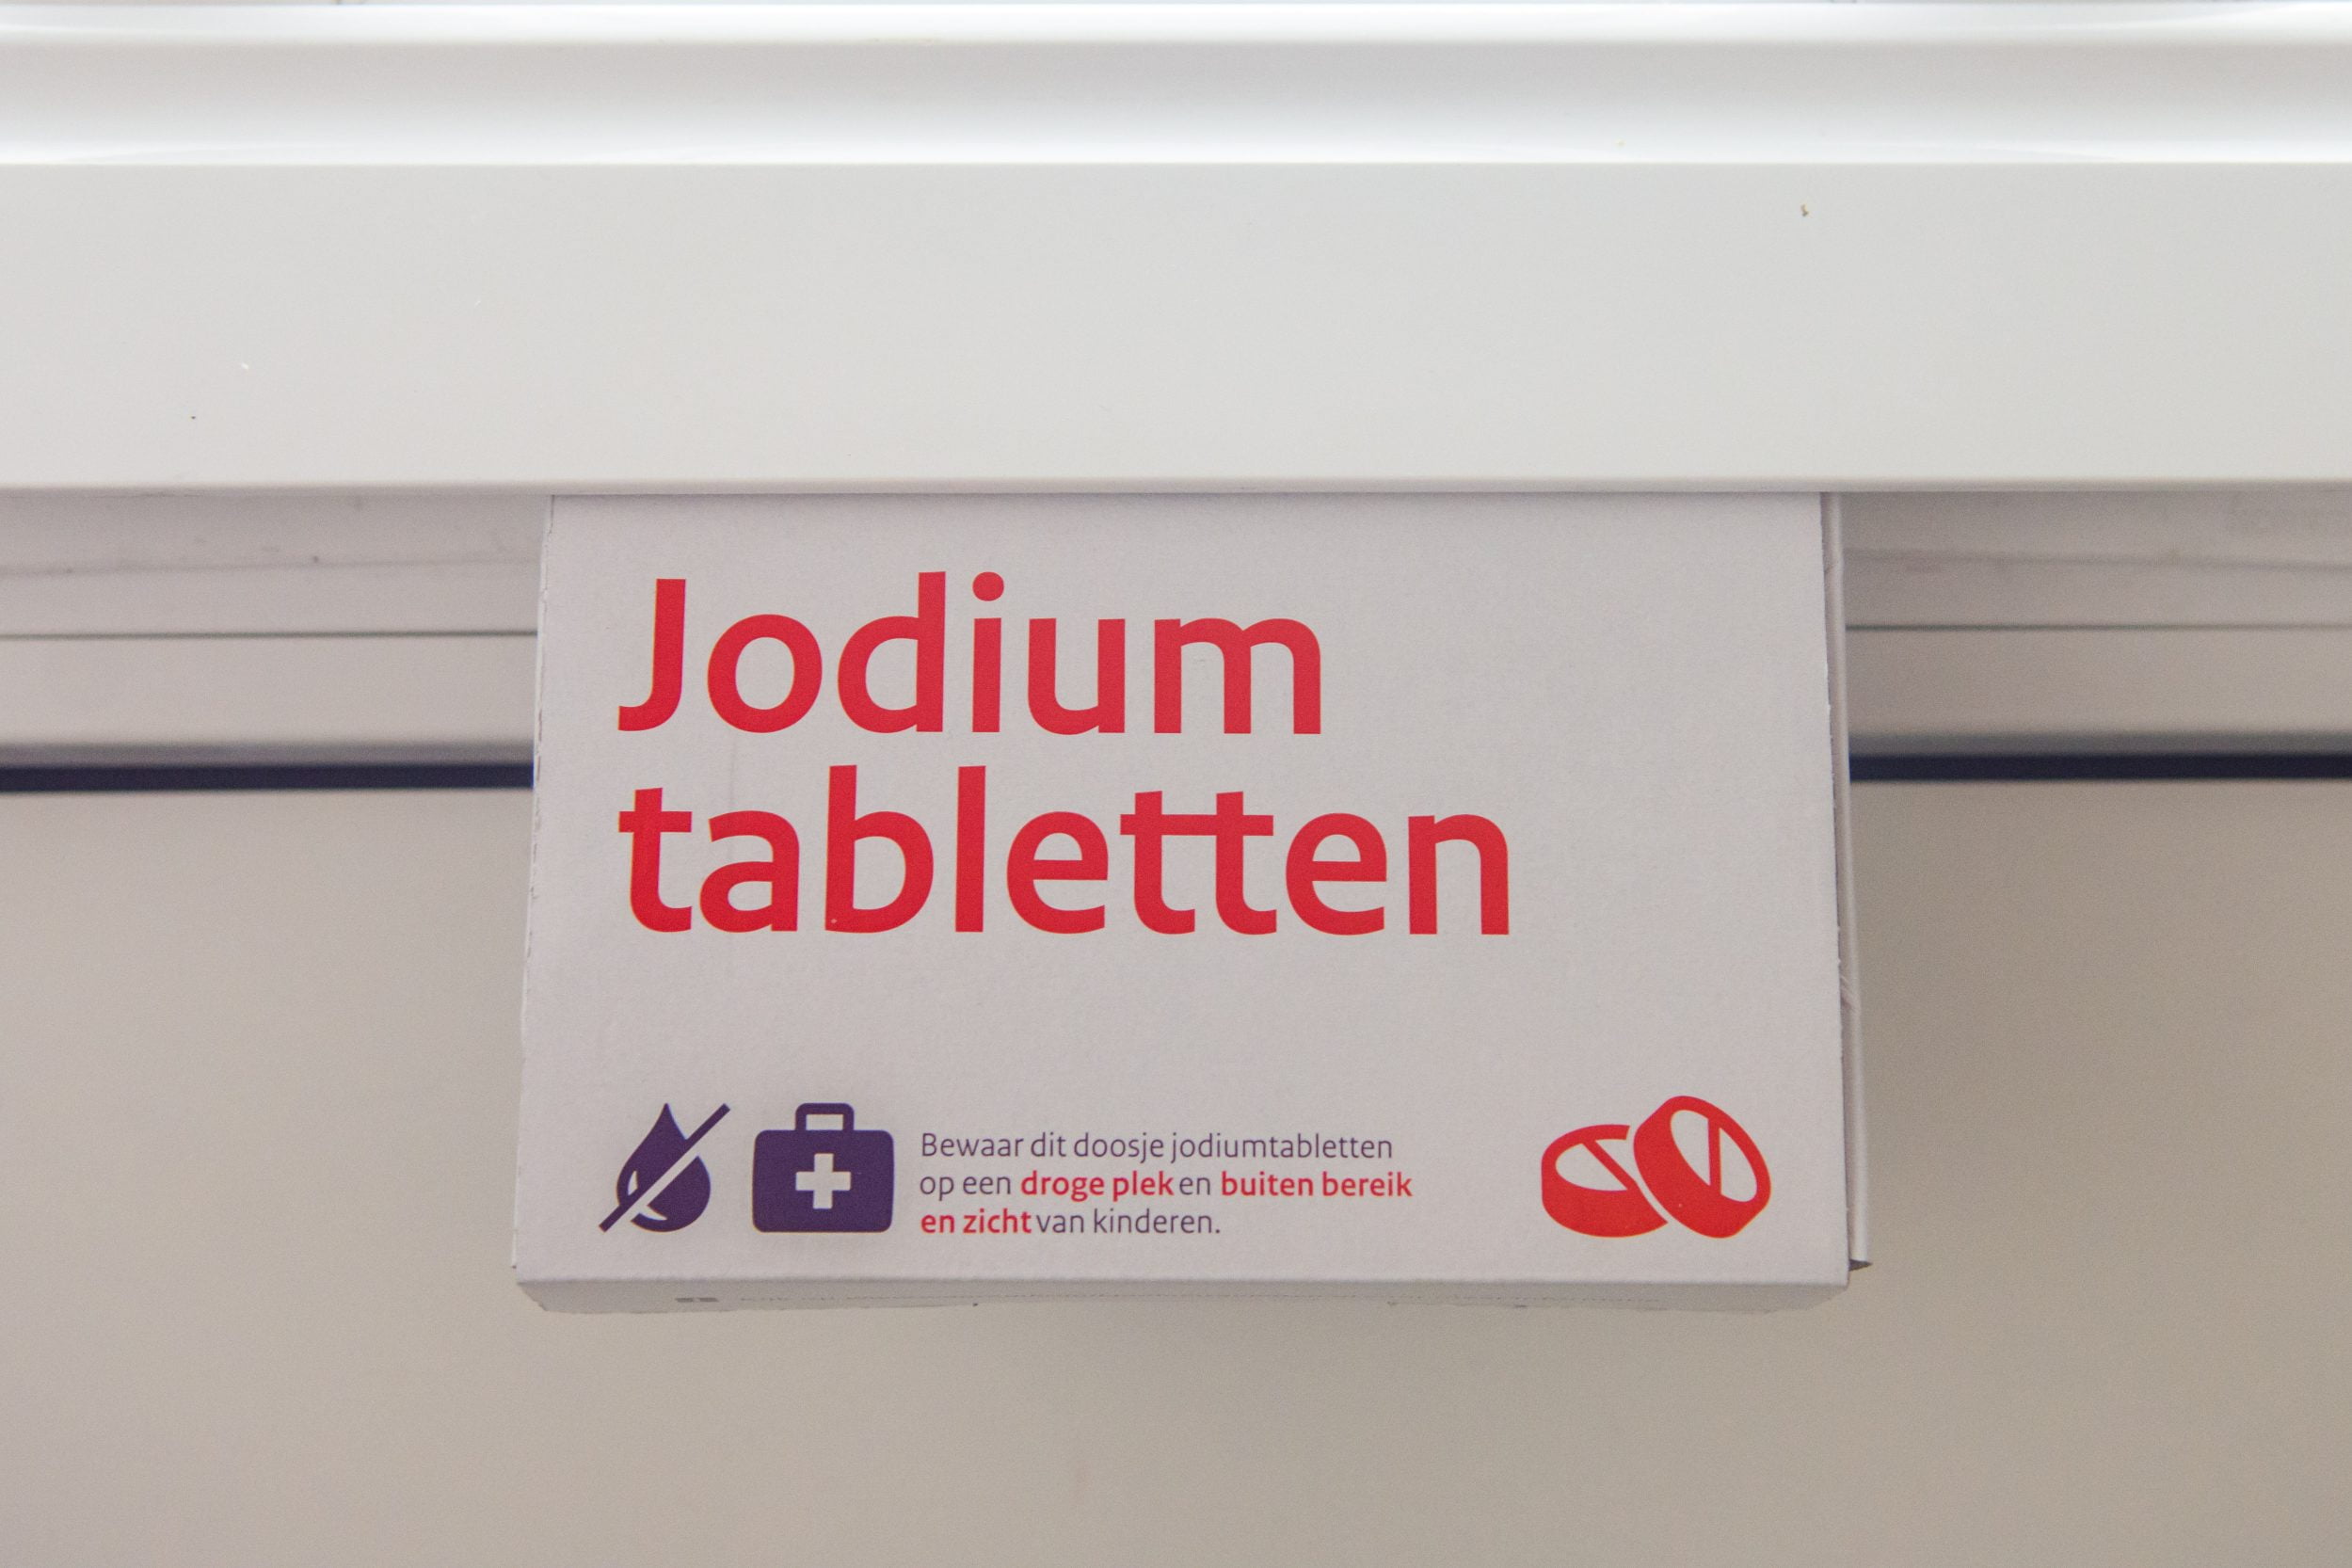 Jodium
tabletten
Bewaar dit doosje jodiumtabletten
op een droge plek en buiten bereik
en zicht van kinderen.